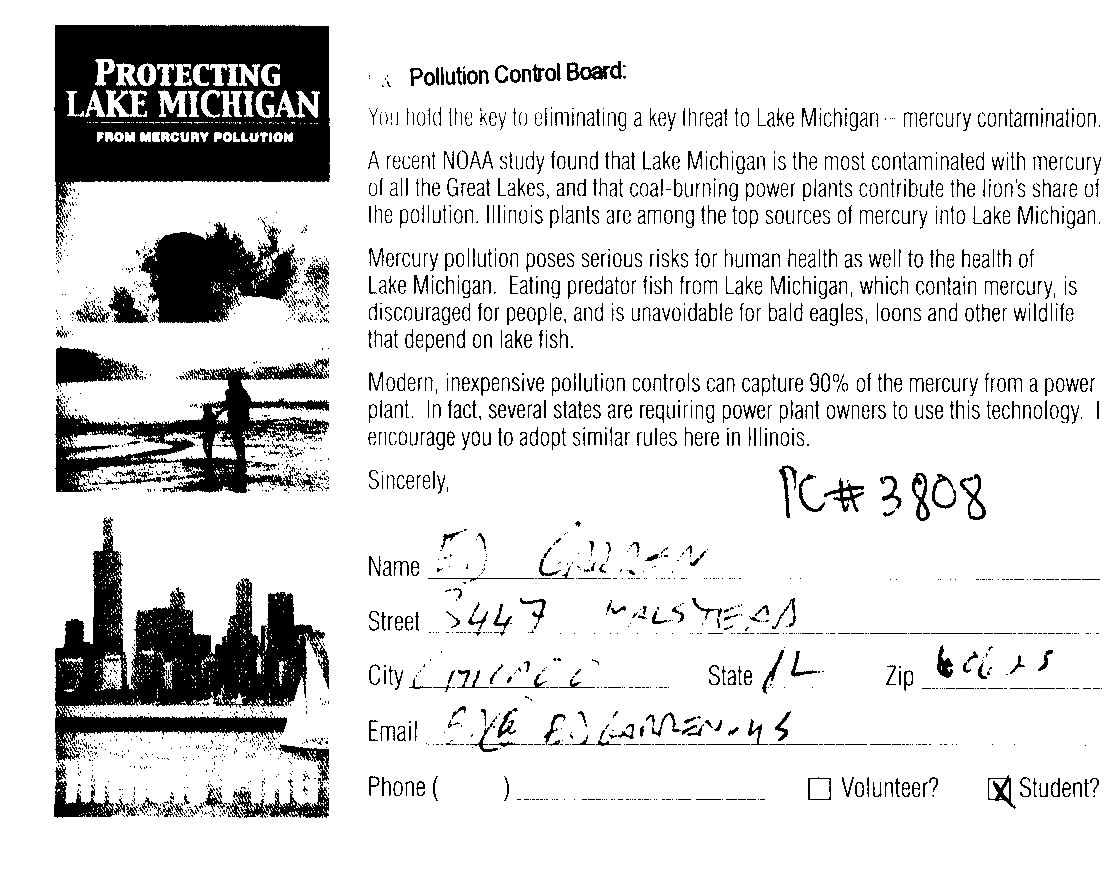 PROTECTING
LAKE MICHIGAN
FROM MERCURY POLLUTION
Pollution Control Board:
You hold the key to eliminating a key threat to Lake Michigan -- mercury contamination.
A recent NOAA study found that Lake Michigan is the most contaminated with mercury
of all the Great Lakes, and that coal-burning power plants contribute the lion's share of
the pollution. Illinois plants are among the top sources of mercury into Lake Michigan.
Mercury pollution poses serious risks for human health as well to the health of
Lake Michigan. Eating predator fish from Lake Michigan, which contain mercury, is
discouraged for people, and is unavoidable for bald eagles, loons and other wildlife
that depend on lake fish.
Modern, inexpensive pollution controls can capture 90% of the mercury from a power
plant. In fact, several states are requiring power plant owners to use this technology. I
encourage you to adopt similar rules here in Illinois.
Sincerely,
PC# 3808
Name ED GARREN
Street 3447 N HALSTED
City CHICAGO State IL Zip
Email
Phone ( )
Volunteer? X Student?